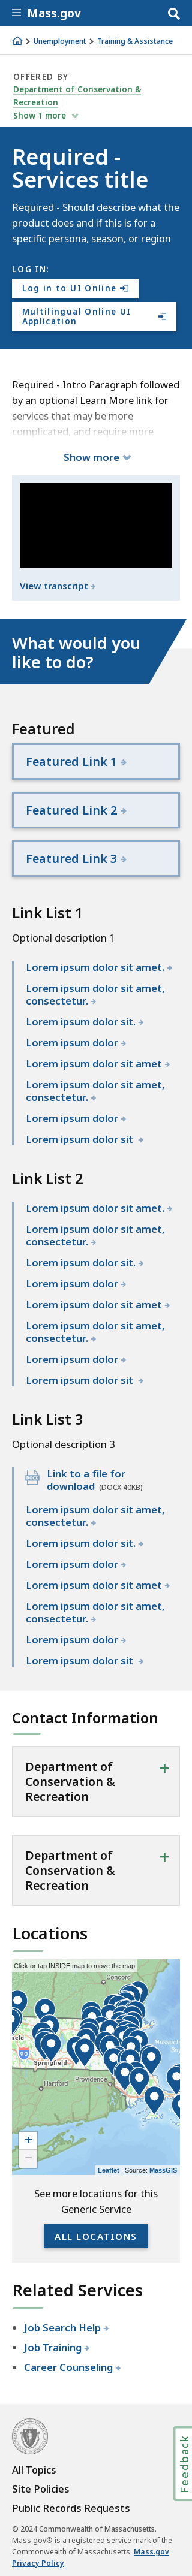 Mass.gov
Unemployment
Training & Assistance
OFFERED BY
Department of Conservation &
Recreation
Show 1 more
Required -
Services title
Required - Should describe what the
product does and if this is for a
specific persona, season, or region
LOG IN:
Log in to UI Online
Multilingual Online UI
Application
Required - Intro Paragraph followed
by an optional Learn More link for
services that may be more
complicated, and require more
Show more
View transcript
What would you
like to do?
Featured
Featured Link 1
Featured Link 2
Featured Link 3
Link List 1
Optional description 1
Lorem ipsum dolor sit amet.
Lorem ipsum dolor sit amet,
consectetur.
Lorem ipsum dolor sit.
Lorem ipsum dolor
Lorem ipsum dolor sit amet
Lorem ipsum dolor sit amet,
consectetur.
Lorem ipsum dolor
Lorem ipsum dolor sit
Link List 2
Lorem ipsum dolor sit amet.
Lorem ipsum dolor sit amet,
consectetur.
Lorem ipsum dolor sit.
Lorem ipsum dolor
Lorem ipsum dolor sit amet
Lorem ipsum dolor sit amet,
consectetur.
Lorem ipsum dolor
Lorem ipsum dolor sit
Link List 3
Optional description 3
Link to a file for
download (DOCX 40KB)
Lorem ipsum dolor sit amet,
consectetur.
Lorem ipsum dolor sit.
Lorem ipsum dolor
Lorem ipsum dolor sit amet
Lorem ipsum dolor sit amet,
consectetur.
Lorem ipsum dolor
Lorem ipsum dolor sit
Contact Information
Department of
Conservation &
Recreation
+
Department of
Conservation &
Recreation
+
Locations
Click or tap INSIDE map to move the map
Concord
Springfield
Hartford
Providence
+
−
Leaflet | Source: MassGIS
See more locations for this
Generic Service
ALL LOCATIONS
Related Services
Job Search Help
Job Training
Career Counseling
Feedback
All Topics
Site Policies
Public Records Requests
© 2024 Commonwealth of Massachusetts.
Mass.gov® is a registered service mark of the
Commonwealth of Massachusetts. Mass.gov
Privacy Policy